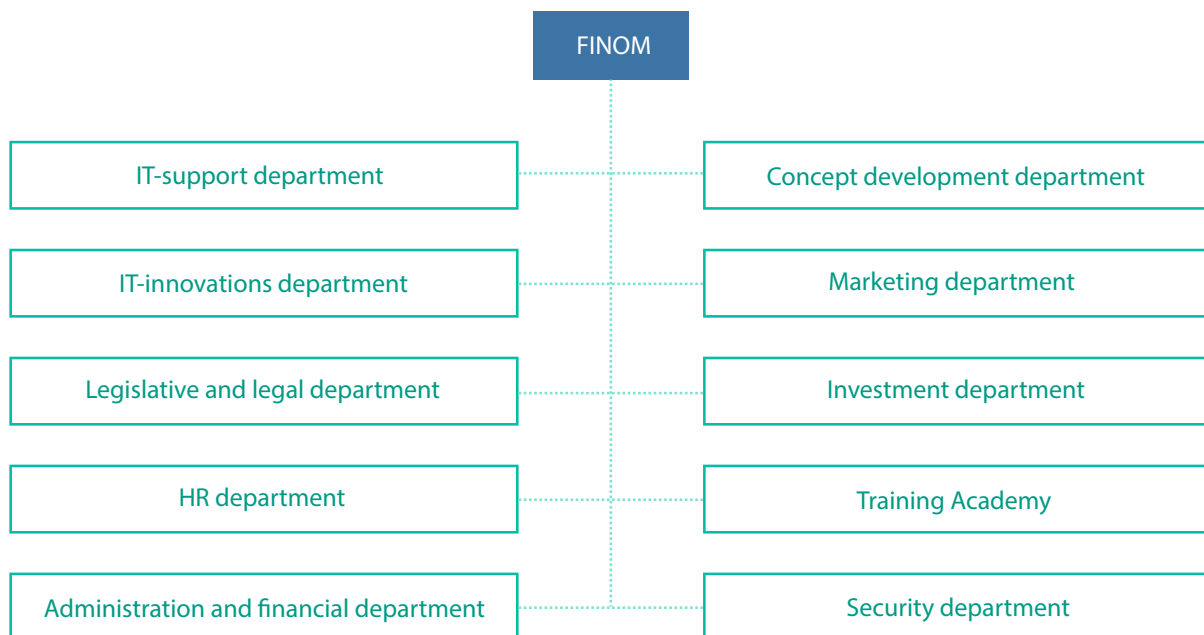 FINOM
IT-support department
Concept development department
IT-innovations department
Marketing department
Legislative and legal department
Investment department
HR department
Training Academy
Administration and financial department
Security department